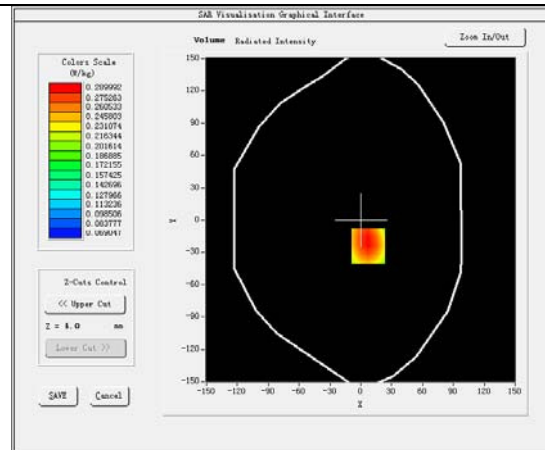 SAR Visualisation Graphical Interface
Volume Radiated Intensity
Zoom In/Out
Colors Scale
(W/kg)
0.289992
0.275263
0.260533
0.245803
0.231074
0.216344
0.201614
0.186885
0.172155
0.157425
0.142696
0.127966
0.113236
0.098506
0.083777
0.069047
Z-Cuts Control
<< Upper Cut
Z = 4.0 mm
Lower Cut >>
SAVE Cancel
150
120
90
60
30
0
-30
-60
-90
-120
-150
Y
-150 -120 -90 -60 -30 0 30 60 90 120 150
X